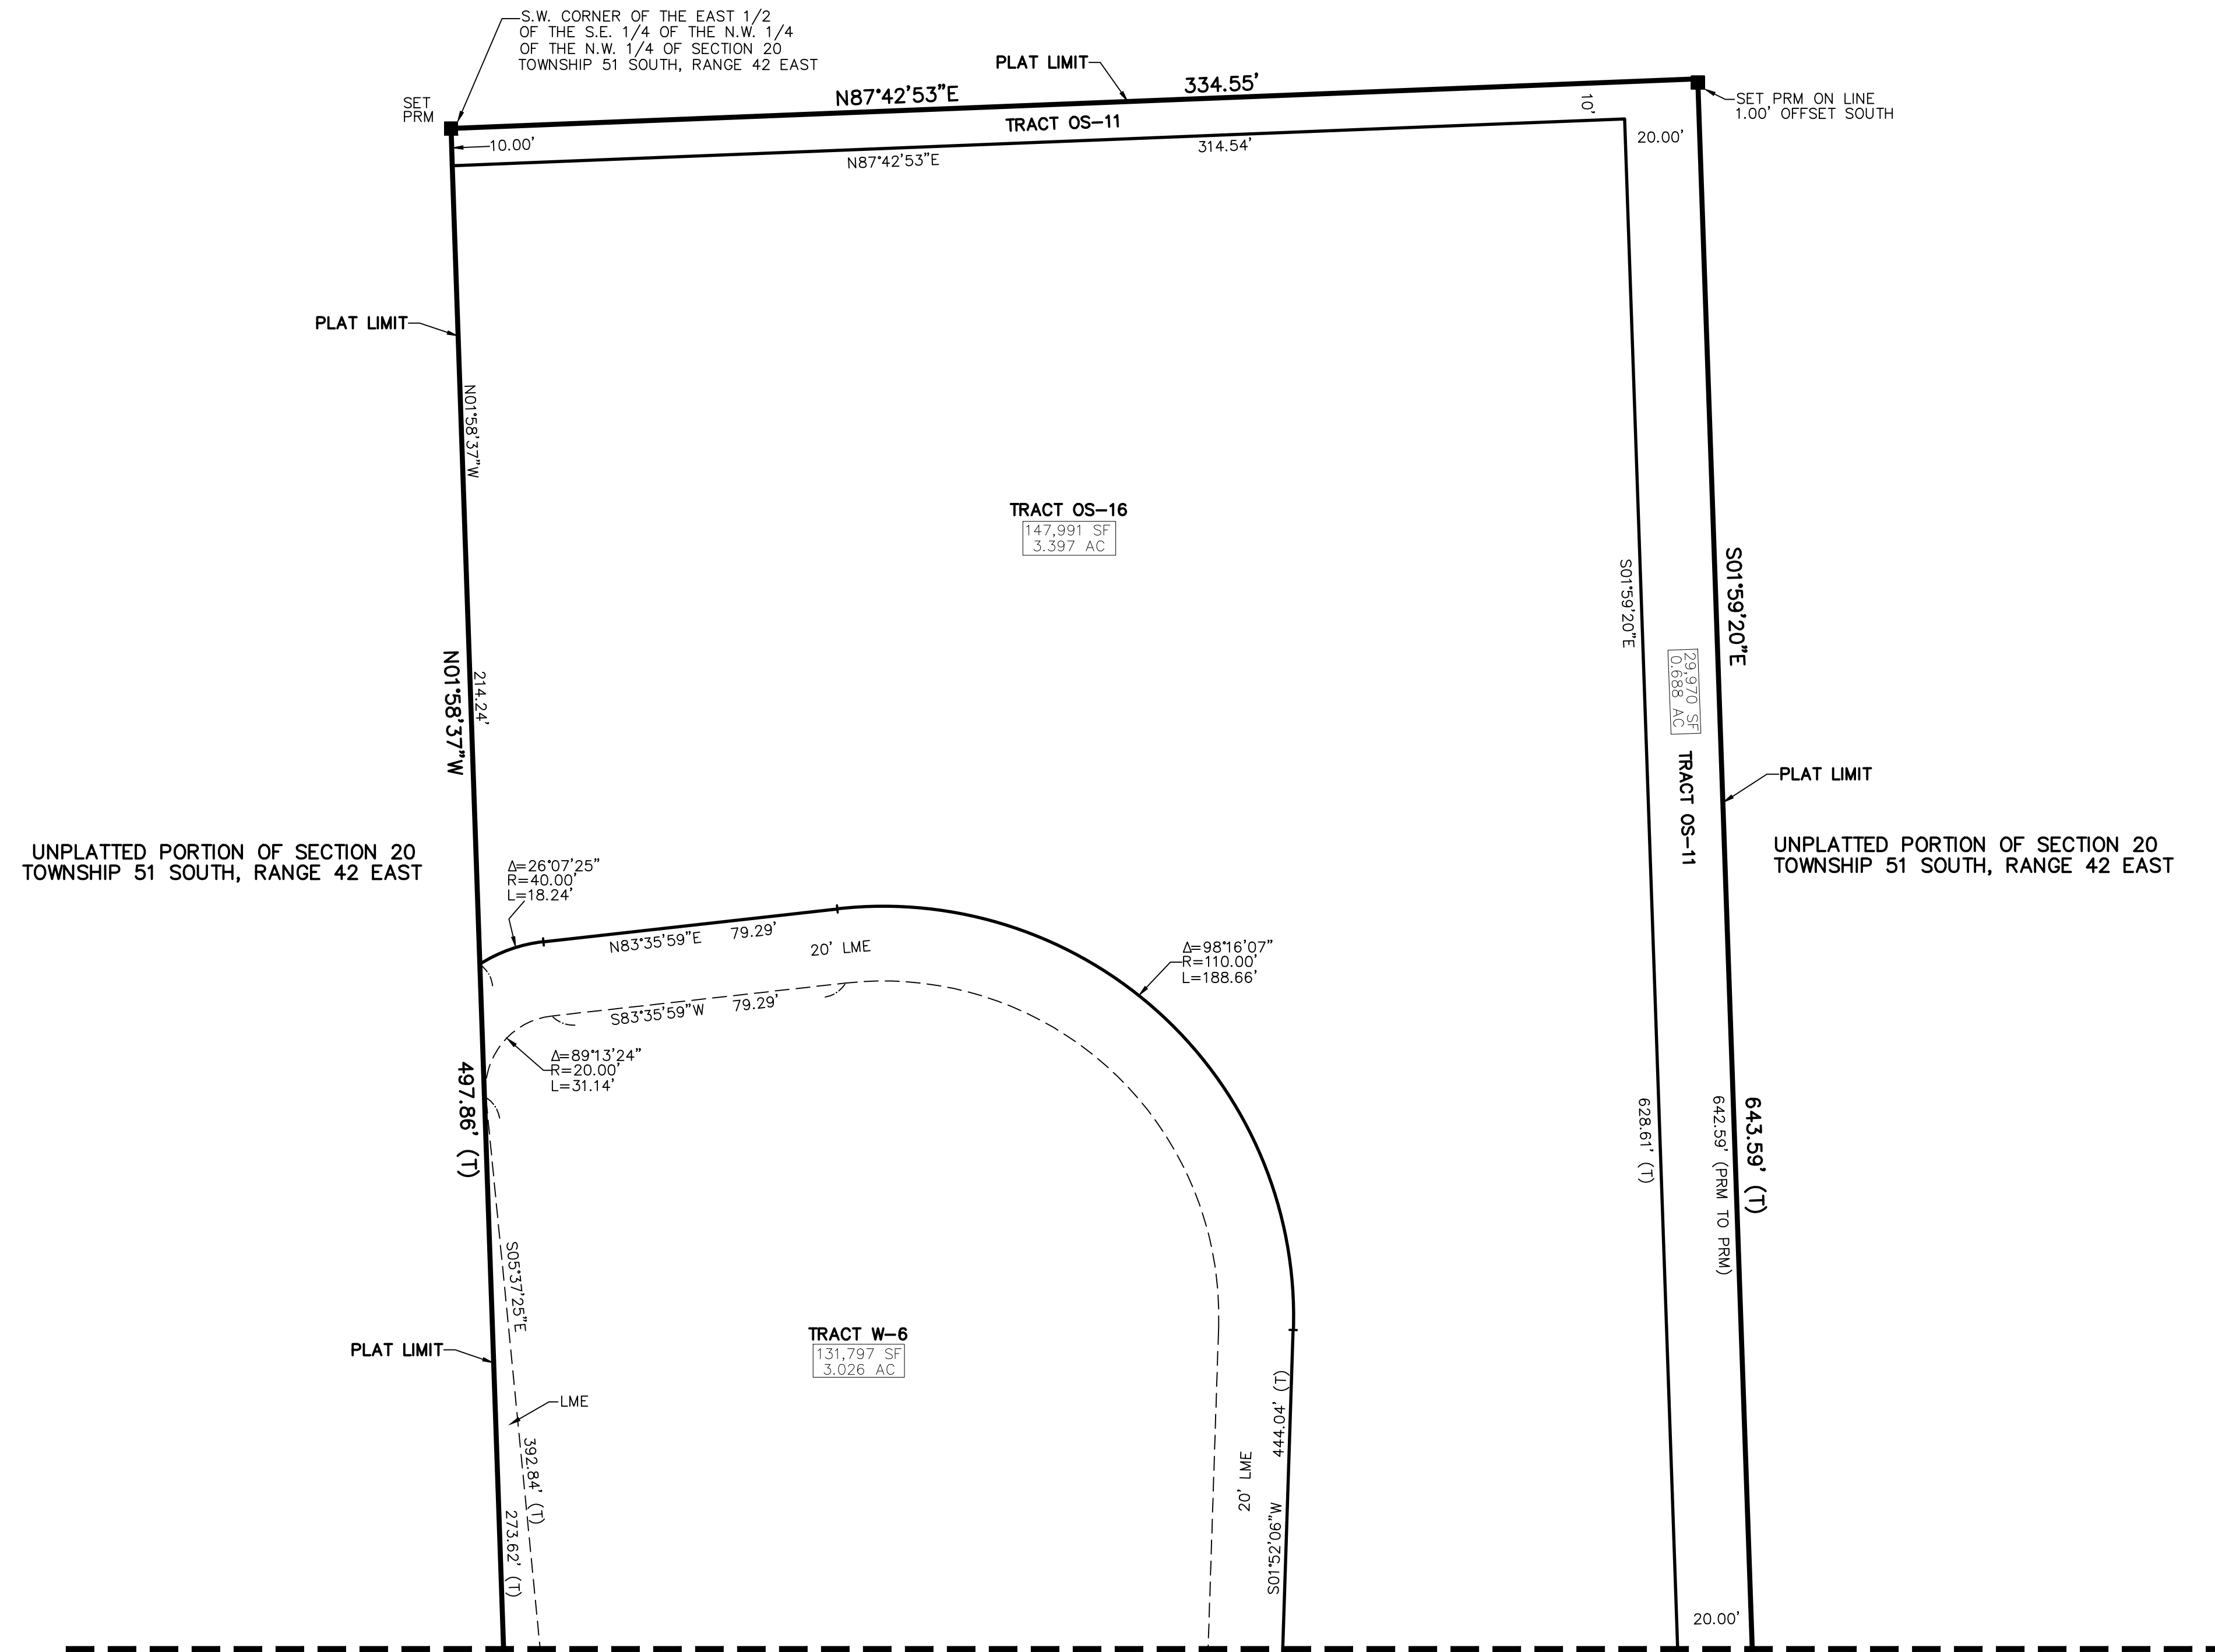 S.W. CORNER OF THE EAST 1/2
OF THE S.E. 1/4 OF THE N.W. 1/4
OF THE N.W. 1/4 OF SECTION 20
TOWNSHIP 51 SOUTH, RANGE 42 EAST
PLAT LIMIT
N87°42'53"E
334.55'
SET
PRM
SET PRM ON LINE
1.00' OFFSET SOUTH
TRACT OS-11
10'
20.00'
10.00'
N87°42'53"E
314.54'
PLAT LIMIT
N01°58'37"W
TRACT OS-16
147,991 SF
3.397 AC
S01°59'20"E
S01°59'20"E
29,970 SF
0.688 AC
TRACT OS-11
N01°58'37"W
214.24'
PLAT LIMIT
UNPLATTED PORTION OF SECTION 20
TOWNSHIP 51 SOUTH, RANGE 42 EAST
UNPLATTED PORTION OF SECTION 20
TOWNSHIP 51 SOUTH, RANGE 42 EAST
Δ=26°07'25"
R=40.00'
L=18.24'
N83°35'59"E
79.29'
20' LME
Δ=98°16'07"
R=110.00'
L=188.66'
S83°35'59"W
79.29'
Δ=89°13'24"
R=20.00'
L=31.14'
497.86' (T)
628.61' (T)
642.59' (PRM TO PRM)
643.59' (T)
S05°37'25"E
PLAT LIMIT
TRACT W-6
131,797 SF
3.026 AC
LME
392.84' (T)
273.62' (T)
20' LME
444.04' (T)
S01°52'06"W
20.00'